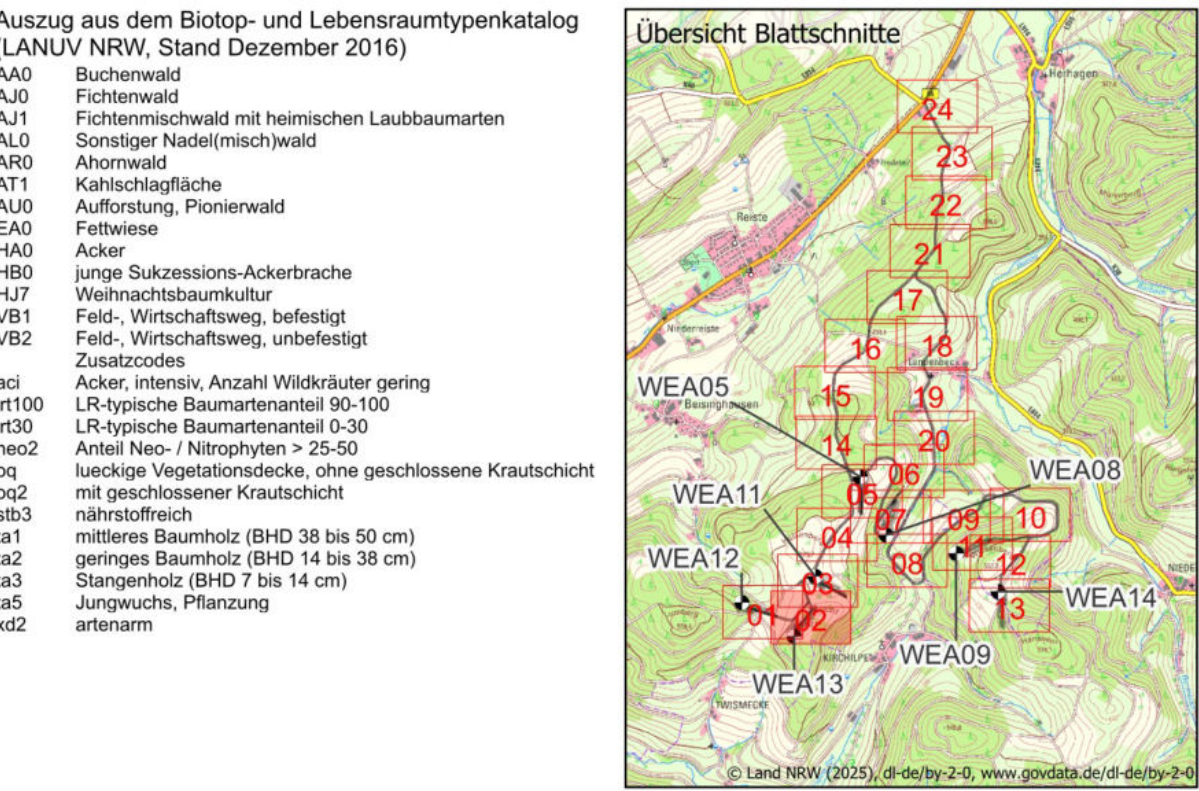 Auszug aus dem Biotop- und Lebensraumtypenkatalog
(LANUV NRW, Stand Dezember 2016)
AA0 Buchenwald
AJ0 Fichtenwald
AJ1 Fichtenmischwald mit heimischen Laubbaumarten
AL0 Sonstiger Nadel(misch)wald
AR0 Ahornwald
AT1 Kahlschlagfläche
AU0 Aufforstung, Pionierwald
EA0 Fettwiese
HA0 Acker
HB0 junge Sukzessions-Ackerbrache
HJ7 Weihnachtsbaumkultur
VB1 Feld-, Wirtschaftsweg, befestigt
VB2 Feld-, Wirtschaftsweg, unbefestigt
Zusatzcodes
aci Acker, intensiv, Anzahl Wildkräuter gering
rt100 LR-typische Baumartenanteil 90-100
rt30 LR-typische Baumartenanteil 0-30
neo2 Anteil Neo- / Nitrophyten > 25-50
oq lueckige Vegetationsdecke, ohne geschlossene Krautschicht
oq2 mit geschlossener Krautschicht
stb3 nährstoffreich
ta1 mittleres Baumholz (BHD 38 bis 50 cm)
ta2 geringes Baumholz (BHD 14 bis 38 cm)
ta3 Stangenholz (BHD 7 bis 14 cm)
ta5 Jungwuchs, Pflanzung
xd2 artenarm
Übersicht Blattschnitte
Herhagen
24
23
22
Reiste
21
17
Niederreiste
16
18
Landenbeck
WEA05
15
19
Beisinghausen
14
20
06
WEA08
WEA11
05
07
09
10
04
11
WEA12
08
12
03
NIEDE
01
02
13
WEA14
KIRCHILPE
WEA09
WEA13
TWISMECKE
© Land NRW (2025), dl-de/by-2-0, www.govdata.de/dl-de/by-2-0